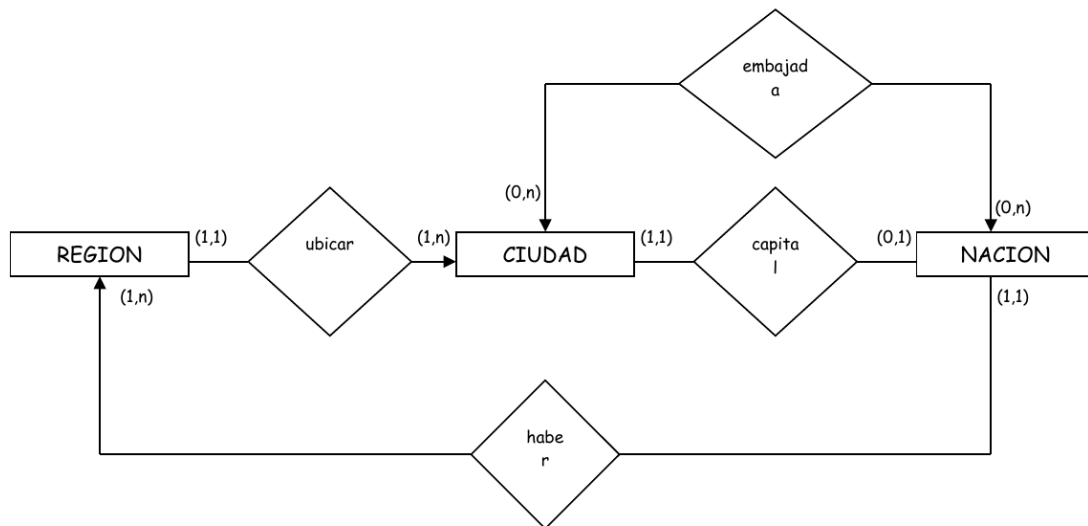 embajad
a
(0,n)
(0,n)
REGION
(1,1)
ubicar
(1,n)
CIUDAD
(1,1)
capita
l
(0,1)
NACION
(1,n)
(1,1)
habe
r